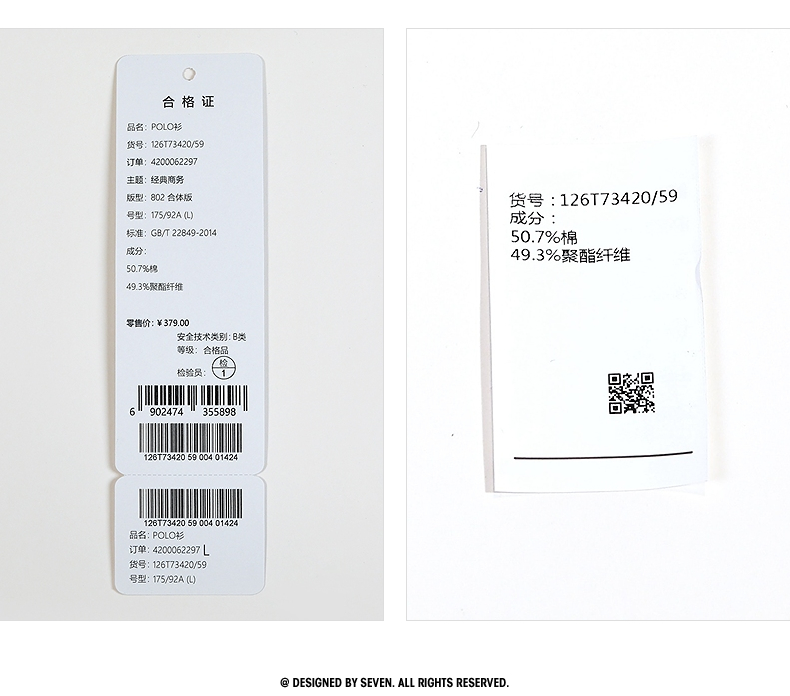 合格证
品名：POLO衫
货号：126T73420/59
订单：4200062297
主题：经典商务
版型：802 合体版
号型：175/92A (L)
标准：GB/T 22849-2014
成分：
50.7%棉
49.3%聚酯纤维
零售价：¥379.00
安全技术类别：B类
等级：合格品
检验员：检
1
6 902474 355898
126T73420 59 004 01424
126T73420 59 004 01424
品名：POLO衫
订单：4200062297 L
货号：126T73420/59
号型：175/92A (L)
货号：126T73420/59
成分：
50.7%棉
49.3%聚酯纤维
@ DESIGNED BY SEVEN. ALL RIGHTS RESERVED.